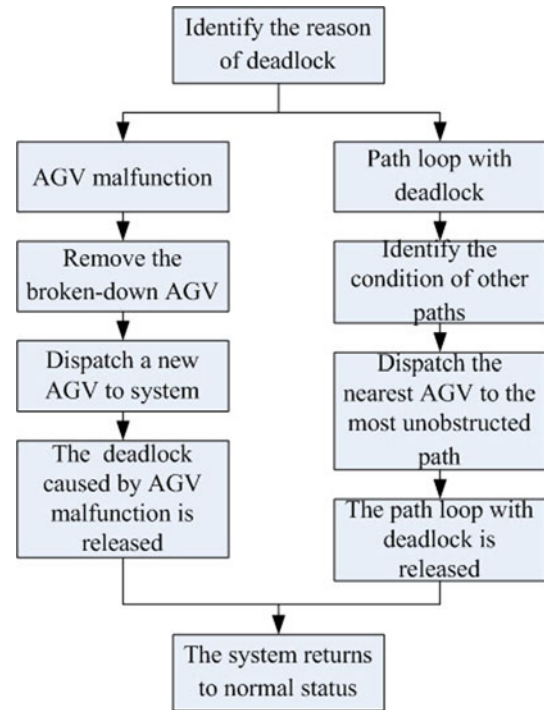 Identify the reason
of deadlock
AGV malfunction
Remove the
broken-down AGV
Dispatch a new
AGV to system
The deadlock
caused by AGV
malfunction is
released
Path loop with
deadlock
Identify the
condition of other
paths
Dispatch the
nearest AGV to the
most unobstructed
path
The path loop with
deadlock is
released
The system returns
to normal status